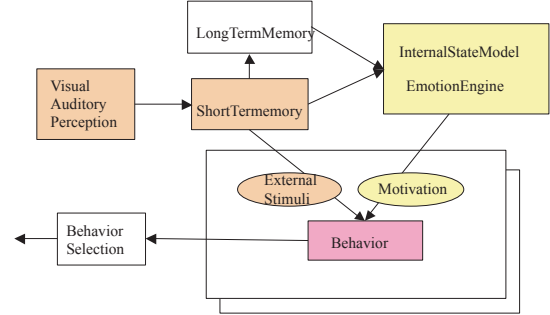 LongTermMemory
InternalStateModel
EmotionEngine
Visual
Auditory
Perception
ShortTermemory
External
Stimuli
Motivation
Behavior
Selection
Behavior